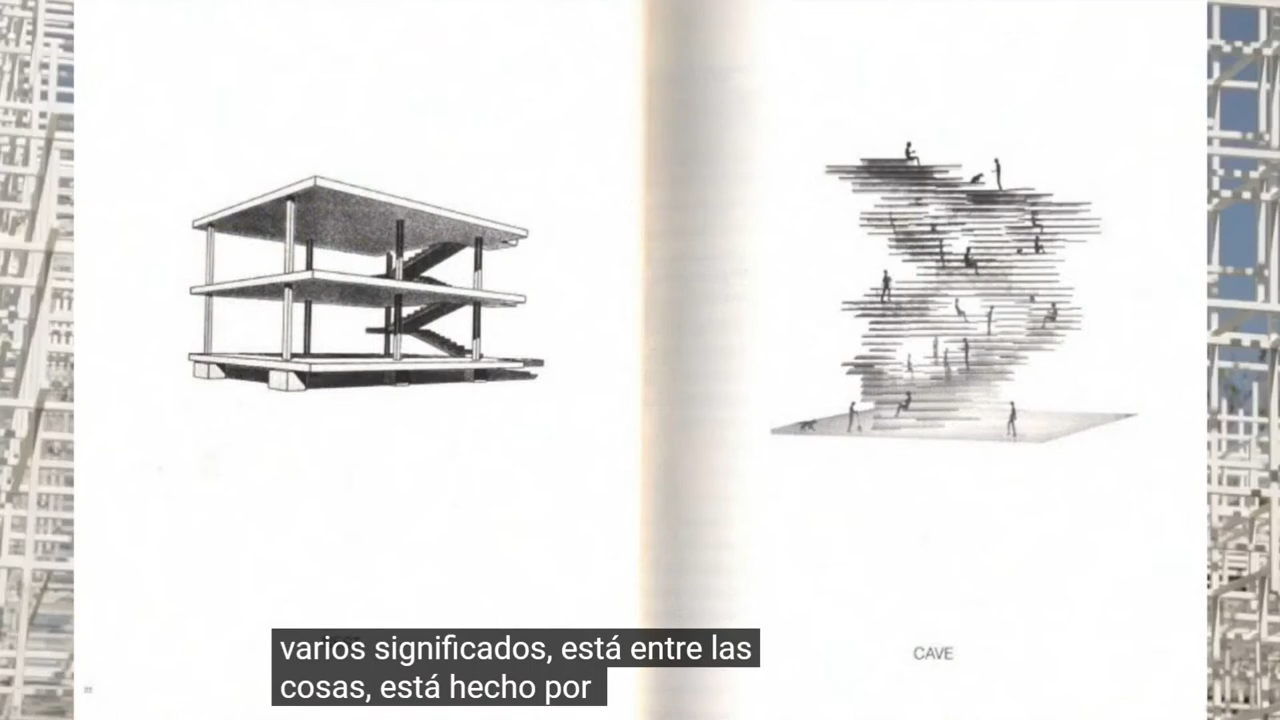 varios significados, está entre las
cosas, está hecho por
CAVE